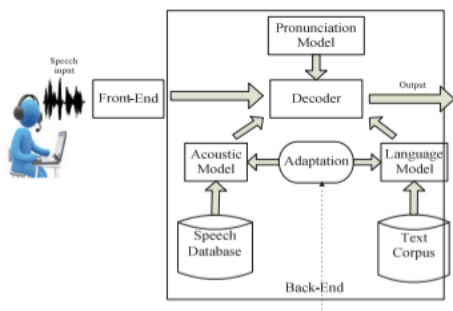 Pronunciation
Model
Speech
input
Front-End
Decoder
Output
Acoustic
Model
Adaptation
Language
Model
Speech
Database
Text
Corpus
Back-End